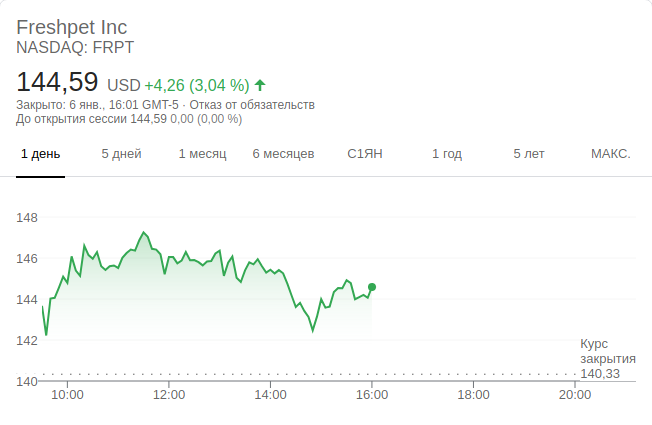 Freshpet Inc
NASDAQ: FRPT
144,59 USD +4,26 (3,04 %)
Закрыто: 6 янв., 16:01 GMT-5 · Отказ от обязательств
До открытия сессии 144,59 0,00 (0,00 %)
1 день 5 дней 1 месяц 6 месяцев С1ЯН 1 год 5 лет МАКС.
148
146
144
142
Курс
закрытия
140,33
140
10:00 12:00 14:00 16:00 18:00 20:00